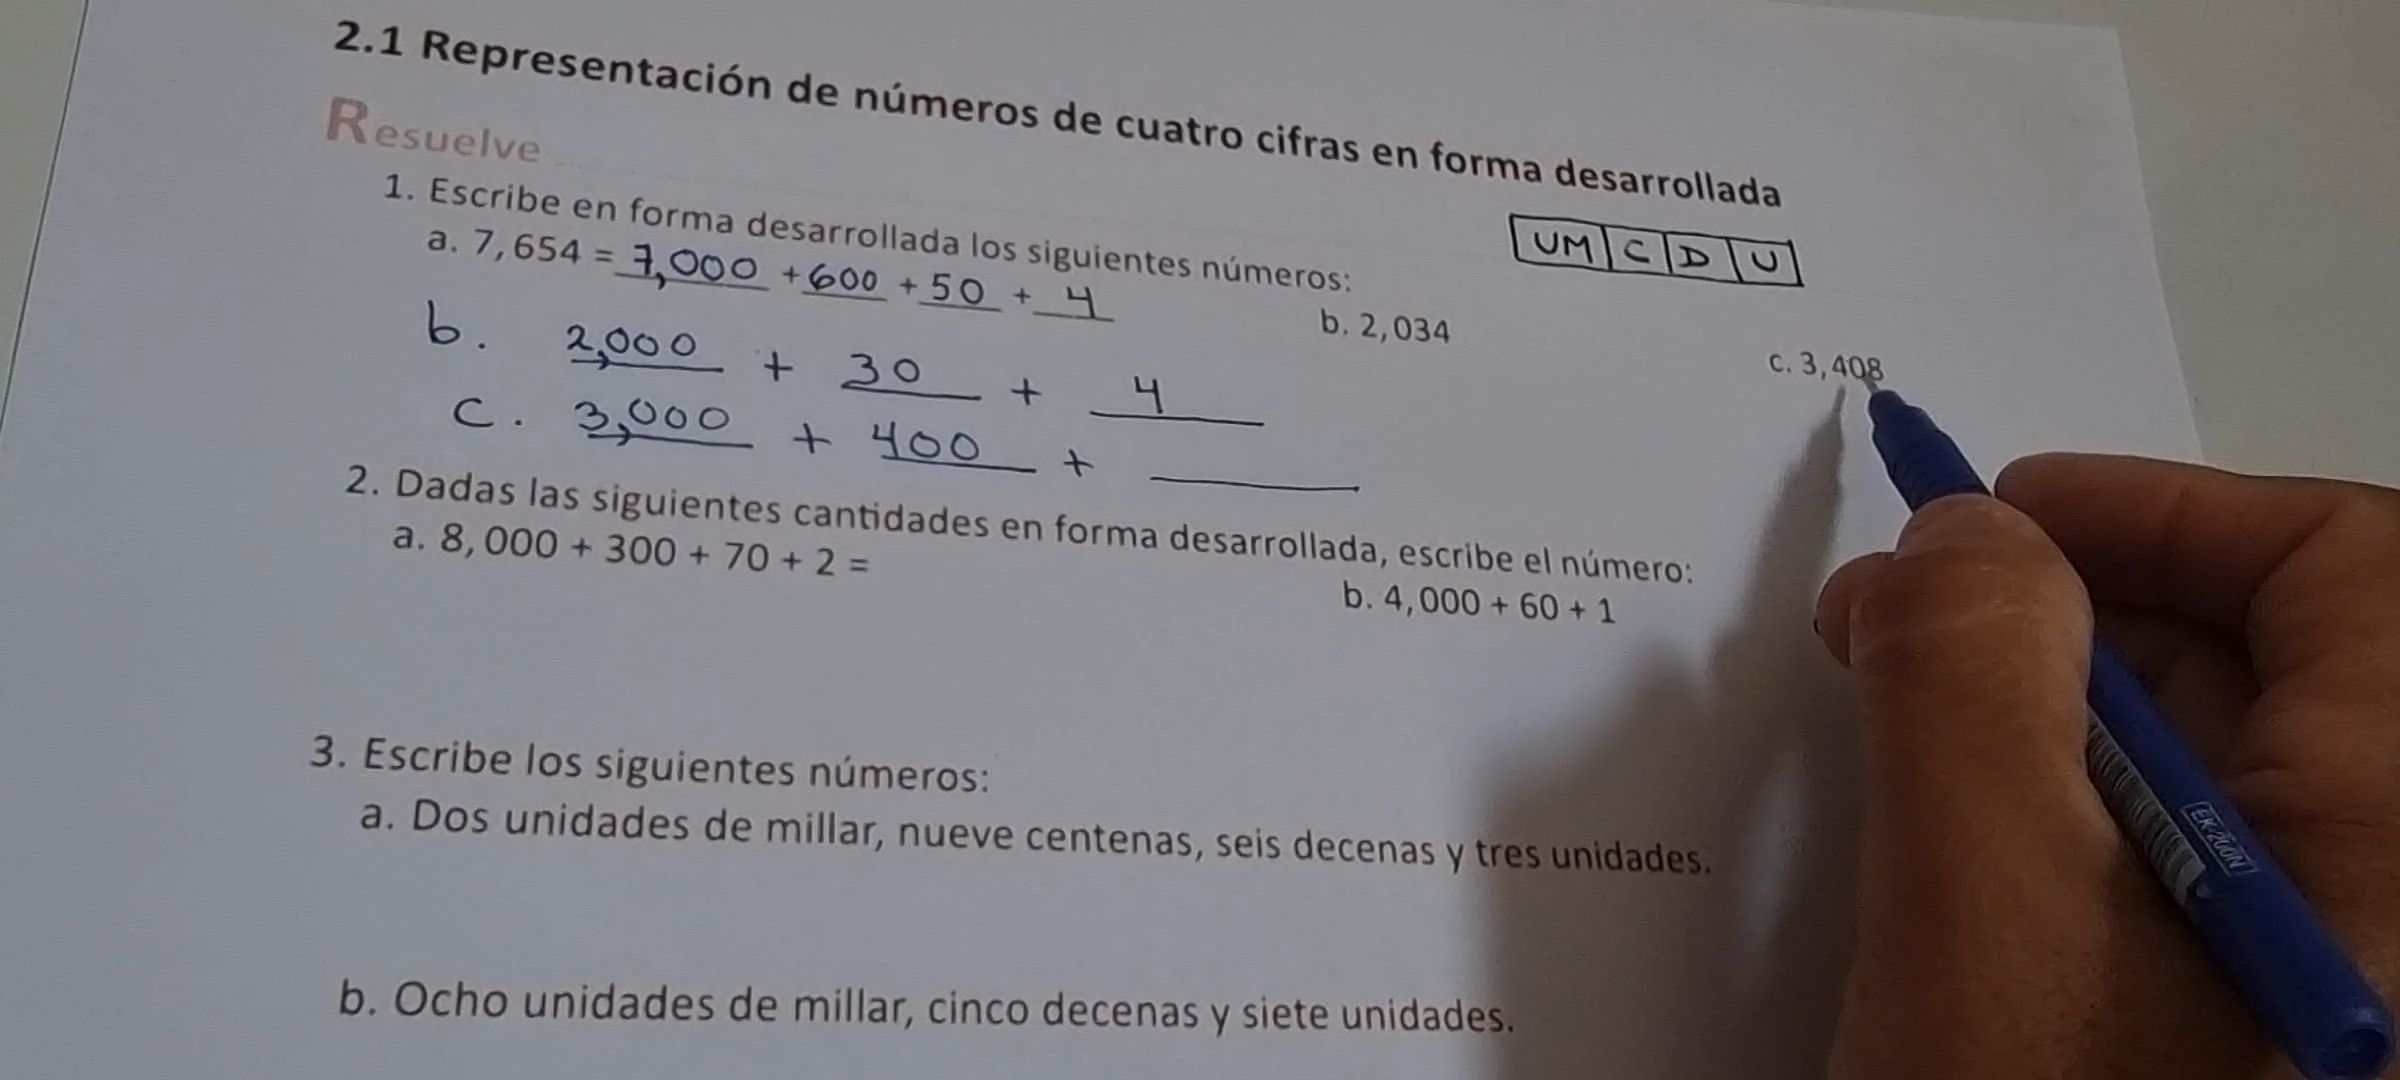 2.1 Representación de números de cuatro cifras en forma desarrollada
Resuelve
1. Escribe en forma desarrollada los siguientes números:
UM C D U
a. 7,654 = 7,000 + 600 + 50 + 4
b. 2,034
c. 3,408
b. 2,000 + 30 + 4
c. 3,000 + 400 +
2. Dadas las siguientes cantidades en forma desarrollada, escribe el número:
a. 8,000 + 300 + 70 + 2 =
b. 4,000 + 60 + 1
3. Escribe los siguientes números:
a. Dos unidades de millar, nueve centenas, seis decenas y tres unidades.
b. Ocho unidades de millar, cinco decenas y siete unidades.
EK-200N